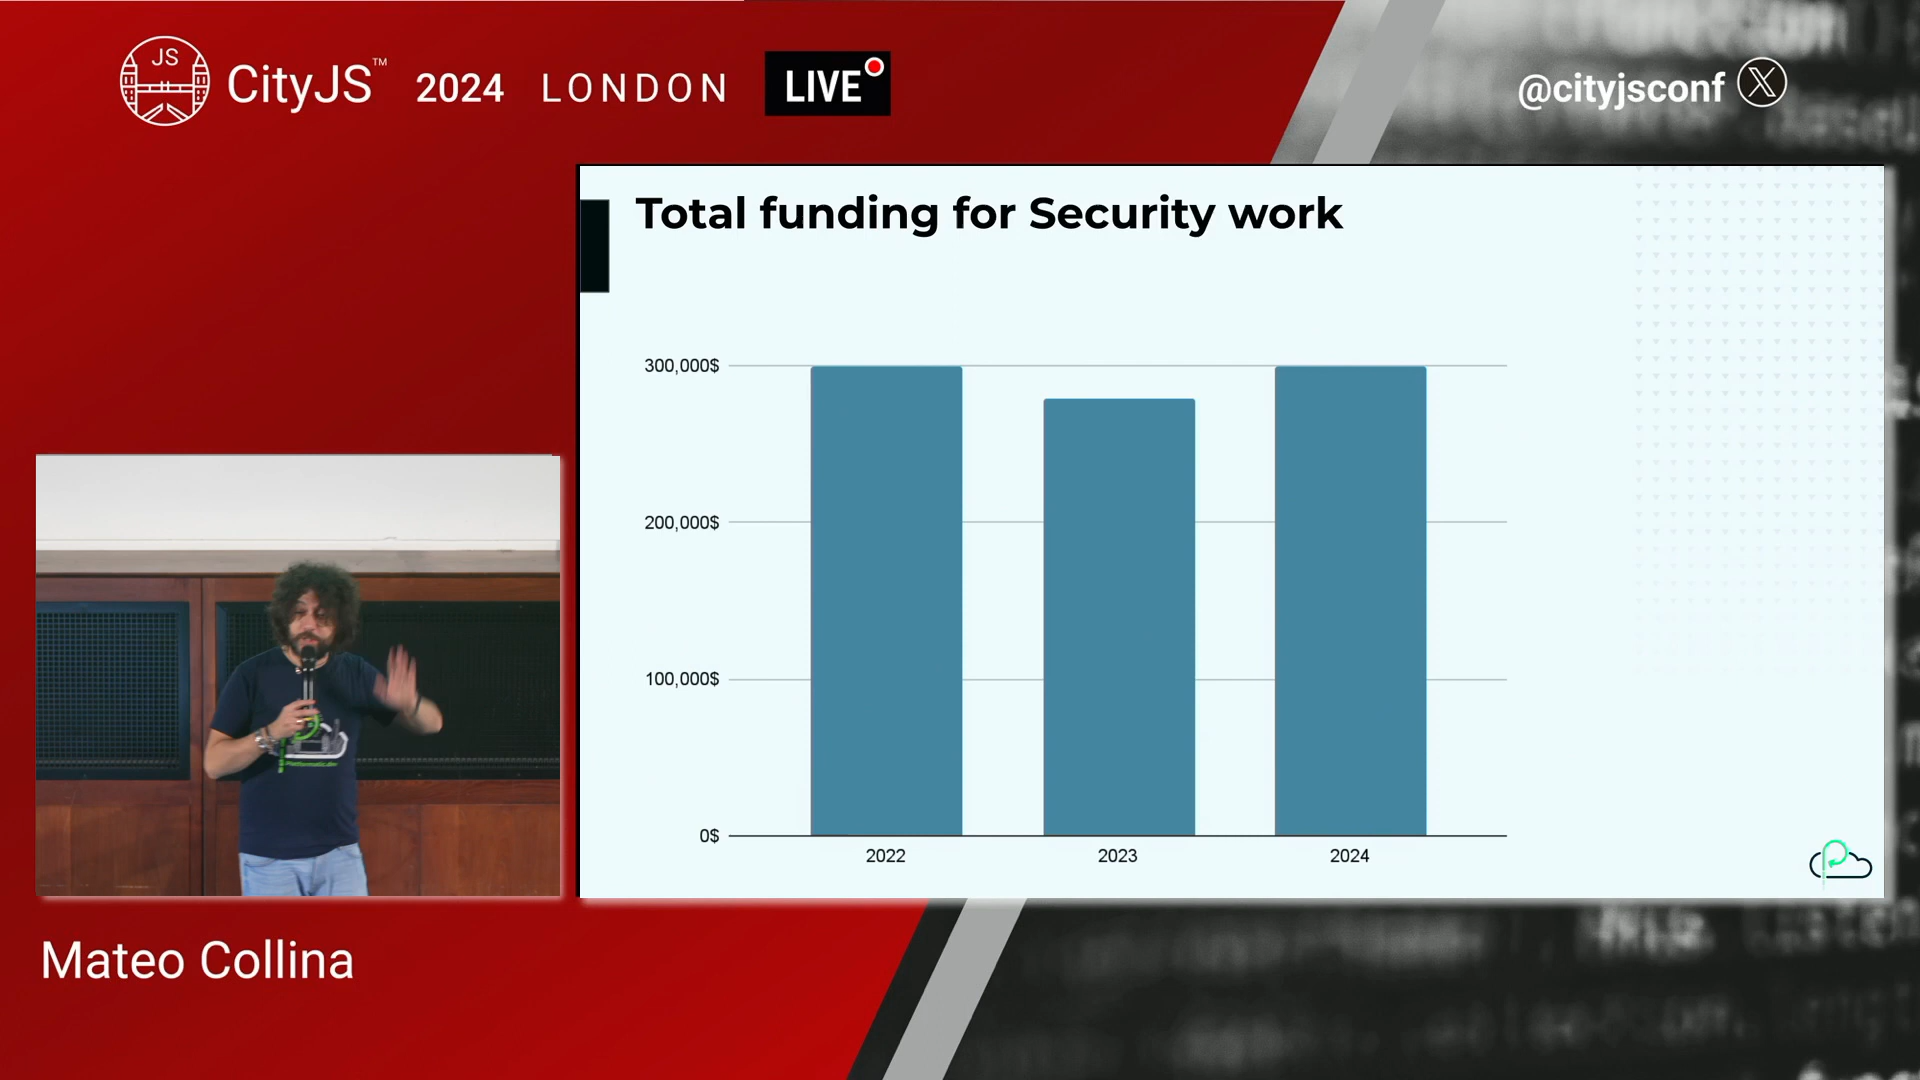 JS
CityJS™ 2024 LONDON LIVE
@cityjsconf X
Total funding for Security work
300,000$
200,000$
100,000$
0$
2022 2023 2024
Mateo Collina